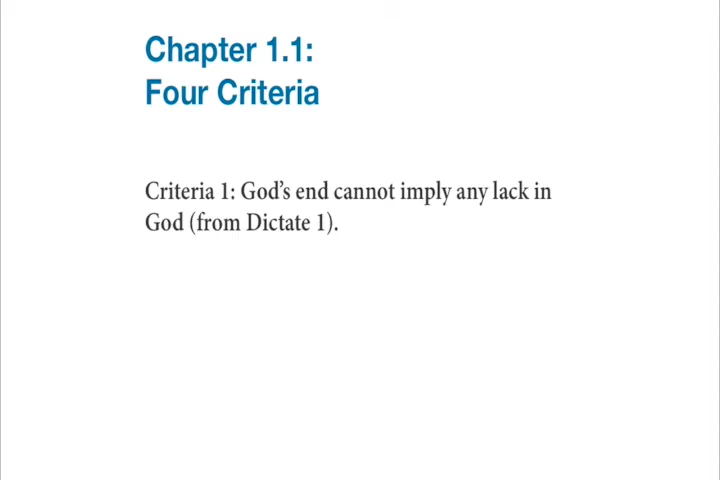 Chapter 1.1:
Four Criteria
Criteria 1: God’s end cannot imply any lack in
God (from Dictate 1).